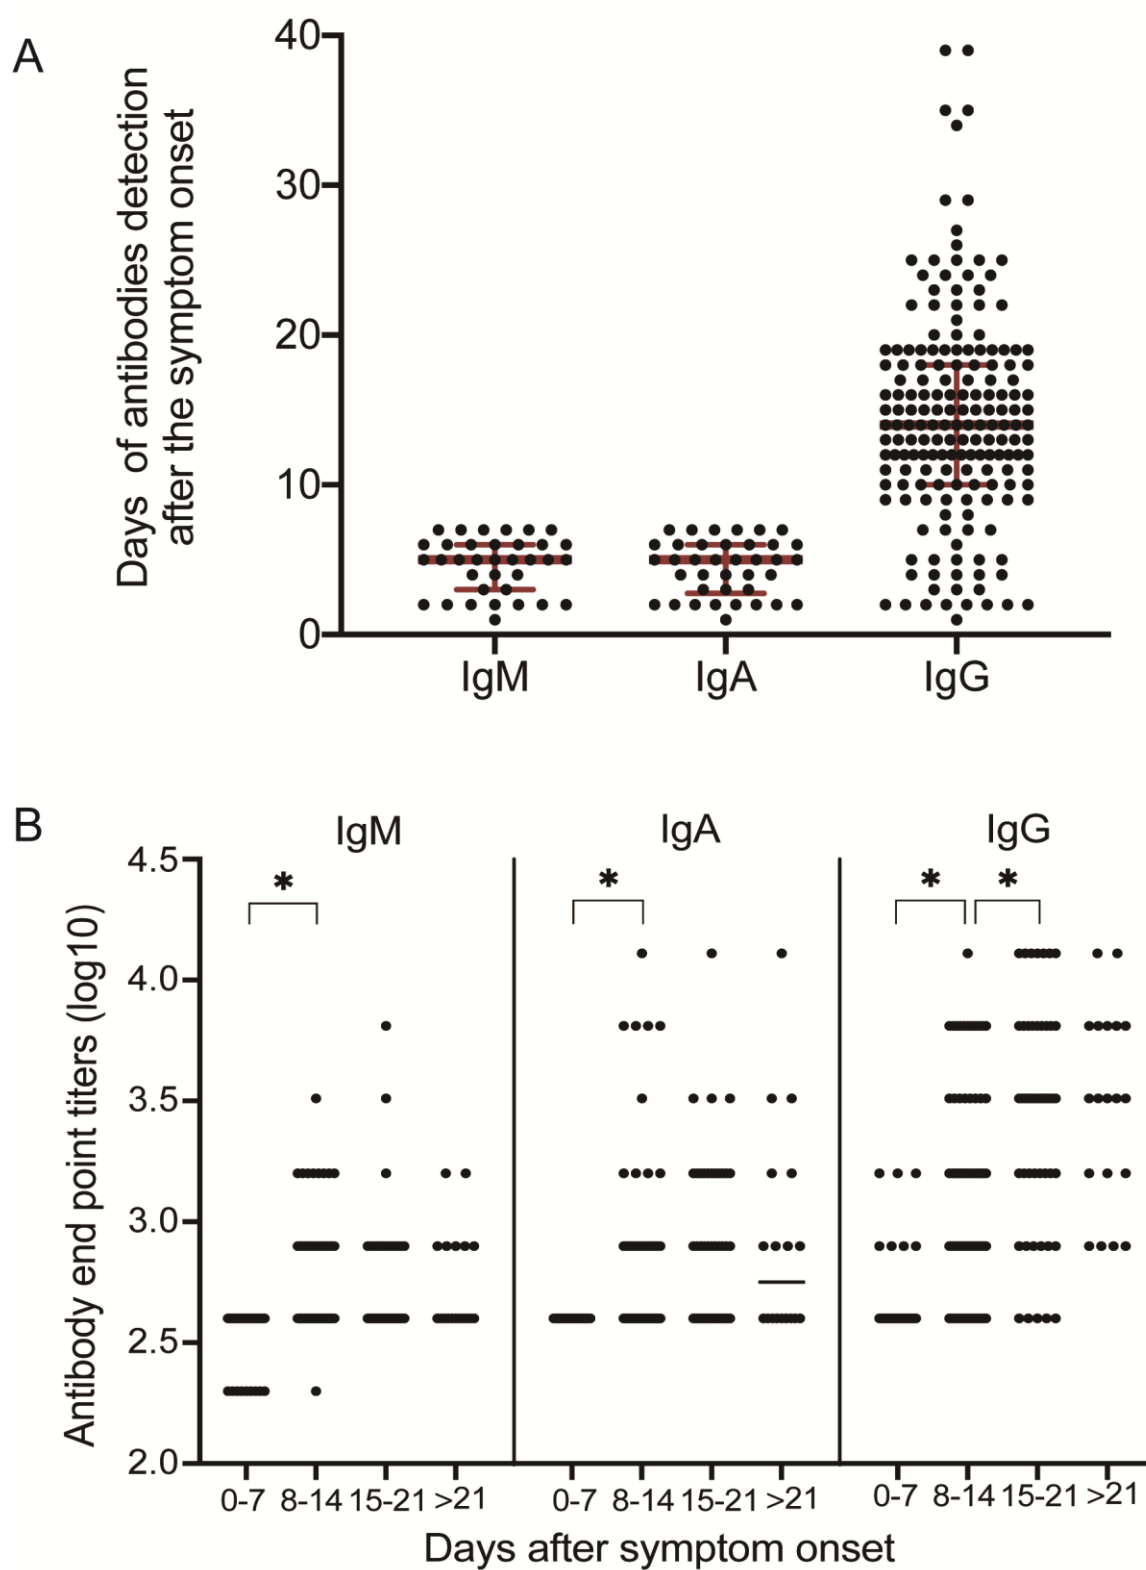 A
Days of antibodies detection
after the symptom onset
40
30
20
10
0
IgM IgA IgG
B
IgM IgA IgG
Antibody end point titers (log10)
4.5
* * * *
4.0
3.5
3.0
2.5
2.0
0-7 8-14 15-21 >21 0-7 8-14 15-21 >21 0-7 8-14 15-21 >21
Days after symptom onset